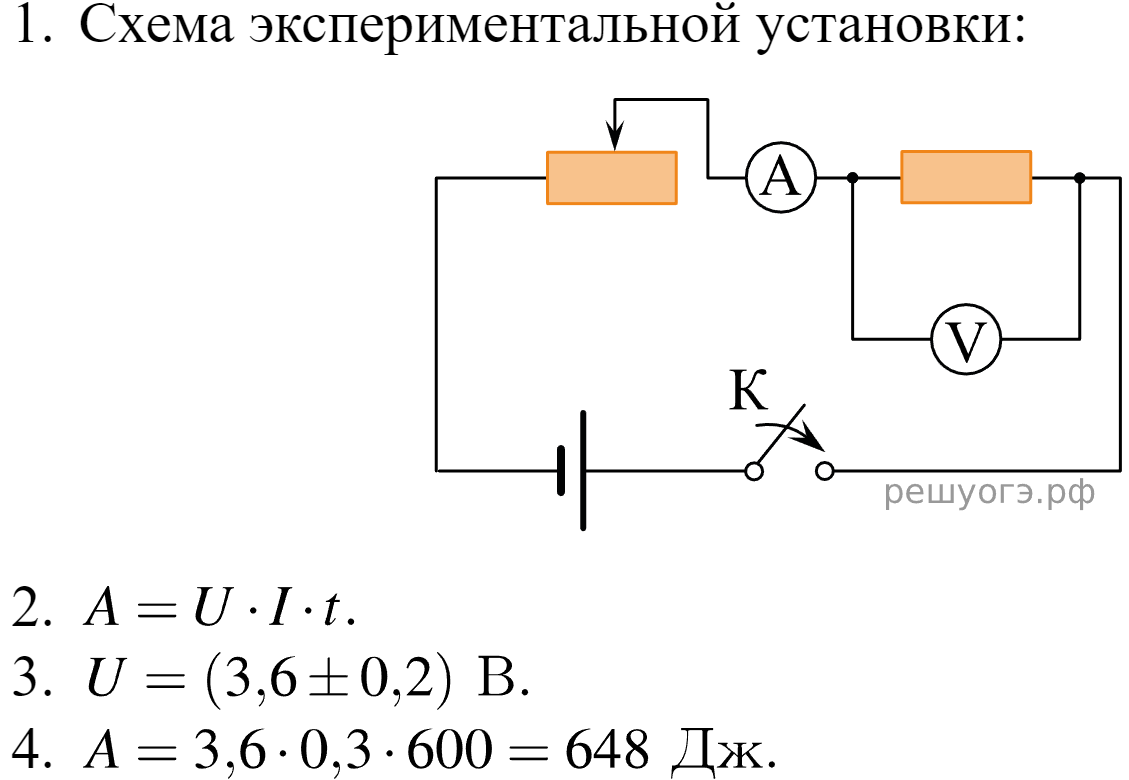 1. Схема экспериментальной установки:
А
V
К
решуогэ.рф
2. A = U · I · t.
3. U = (3,6 ± 0,2) В.
4. A = 3,6 · 0,3 · 600 = 648 Дж.